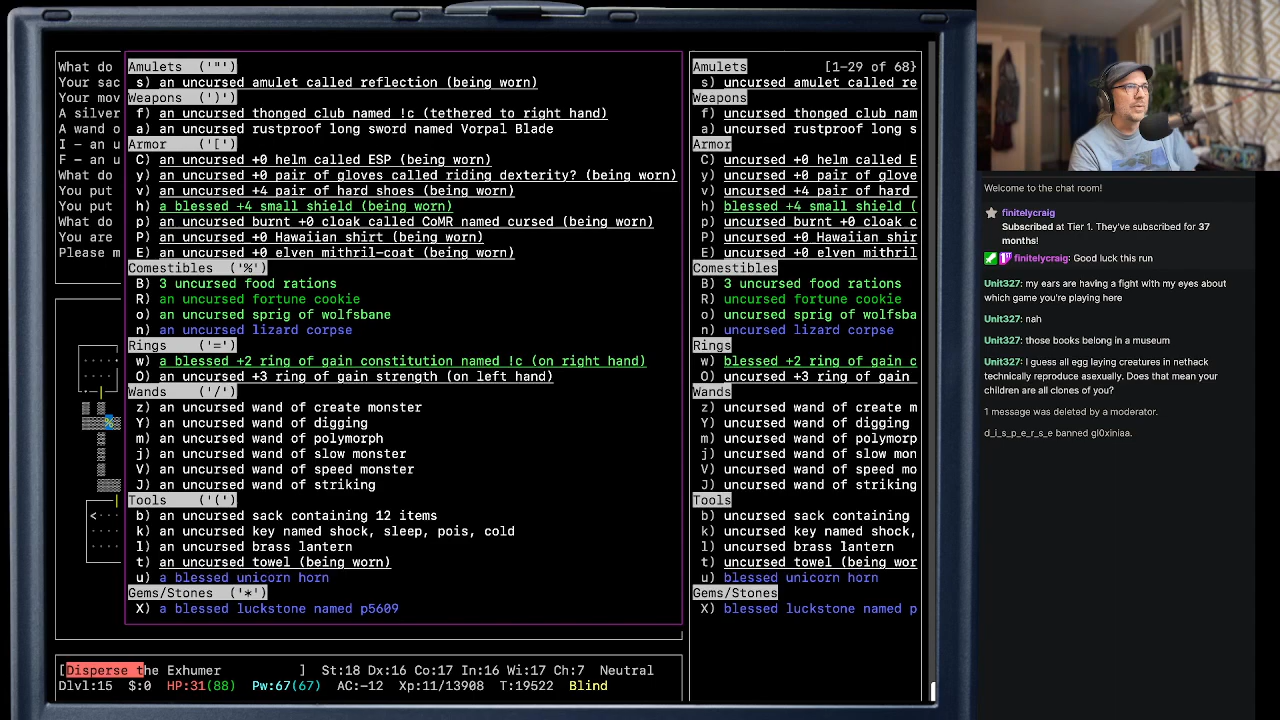 What do
Your sac
Your mov
A silver
A wand o
I - an u
F - an u
What do
You put
You put
What do
You are
Please m
Amulets ('"')
s) an uncursed amulet called reflection (being worn)
Weapons (')')
f) an uncursed thonged club named !c (tethered to right hand)
a) an uncursed rustproof long sword named Vorpal Blade
Armor ('[')
C) an uncursed +0 helm called ESP (being worn)
y) an uncursed +0 pair of gloves called riding dexterity? (being worn)
v) an uncursed +4 pair of hard shoes (being worn)
h) a blessed +4 small shield (being worn)
p) an uncursed burnt +0 cloak called CoMR named cursed (being worn)
P) an uncursed +0 Hawaiian shirt (being worn)
E) an uncursed +0 elven mithril-coat (being worn)
Comestibles ('%')
B) 3 uncursed food rations
R) an uncursed fortune cookie
o) an uncursed sprig of wolfsbane
n) an uncursed lizard corpse
Rings ('=')
w) a blessed +2 ring of gain constitution named !c (on right hand)
O) an uncursed +3 ring of gain strength (on left hand)
Wands ('/')
z) an uncursed wand of create monster
Y) an uncursed wand of digging
m) an uncursed wand of polymorph
j) an uncursed wand of slow monster
V) an uncursed wand of speed monster
J) an uncursed wand of striking
Tools ('(')
b) an uncursed sack containing 12 items
k) an uncursed key named shock, sleep, pois, cold
l) an uncursed brass lantern
t) an uncursed towel (being worn)
u) a blessed unicorn horn
Gems/Stones ('*')
X) a blessed luckstone named p5609
[Disperse the Exhumer ] St:18 Dx:16 Co:17 In:16 Wi:17 Ch:7 Neutral
Dlvl:15 $:0 HP:31(88) Pw:67(67) AC:-12 Xp:11/13908 T:19522 Blind
Amulets [1-29 of 68}
s) uncursed amulet called re
Weapons
f) uncursed thonged club nam
a) uncursed rustproof long s
Armor
C) uncursed +0 helm called E
y) uncursed +0 pair of glove
v) uncursed +4 pair of hard
h) blessed +4 small shield (
p) uncursed burnt +0 cloak c
P) uncursed +0 Hawaiian shir
E) uncursed +0 elven mithril
Comestibles
B) 3 uncursed food rations
R) uncursed fortune cookie
o) uncursed sprig of wolfsba
n) uncursed lizard corpse
Rings
w) blessed +2 ring of gain c
O) uncursed +3 ring of gain
Wands
z) uncursed wand of create m
Y) uncursed wand of digging
m) uncursed wand of polymorp
j) uncursed wand of slow mon
V) uncursed wand of speed mo
J) uncursed wand of striking
Tools
b) uncursed sack containing
k) uncursed key named shock,
l) uncursed brass lantern
t) uncursed towel (being wor
u) blessed unicorn horn
Gems/Stones
X) blessed luckstone named p
Welcome to the chat room!
finitelycraig
Subscribed at Tier 1. They've subscribed for 37
months!
finitelycraig: Good luck this run
Unit327: my ears are having a fight with my eyes about
which game you're playing here
Unit327: nah
Unit327: those books belong in a museum
Unit327: I guess all egg laying creatures in nethack
technically reproduce asexually. Does that mean your
children are all clones of you?
1 message was deleted by a moderator.
d_i_s_p_e_r_s_e banned gl0xiniaa.